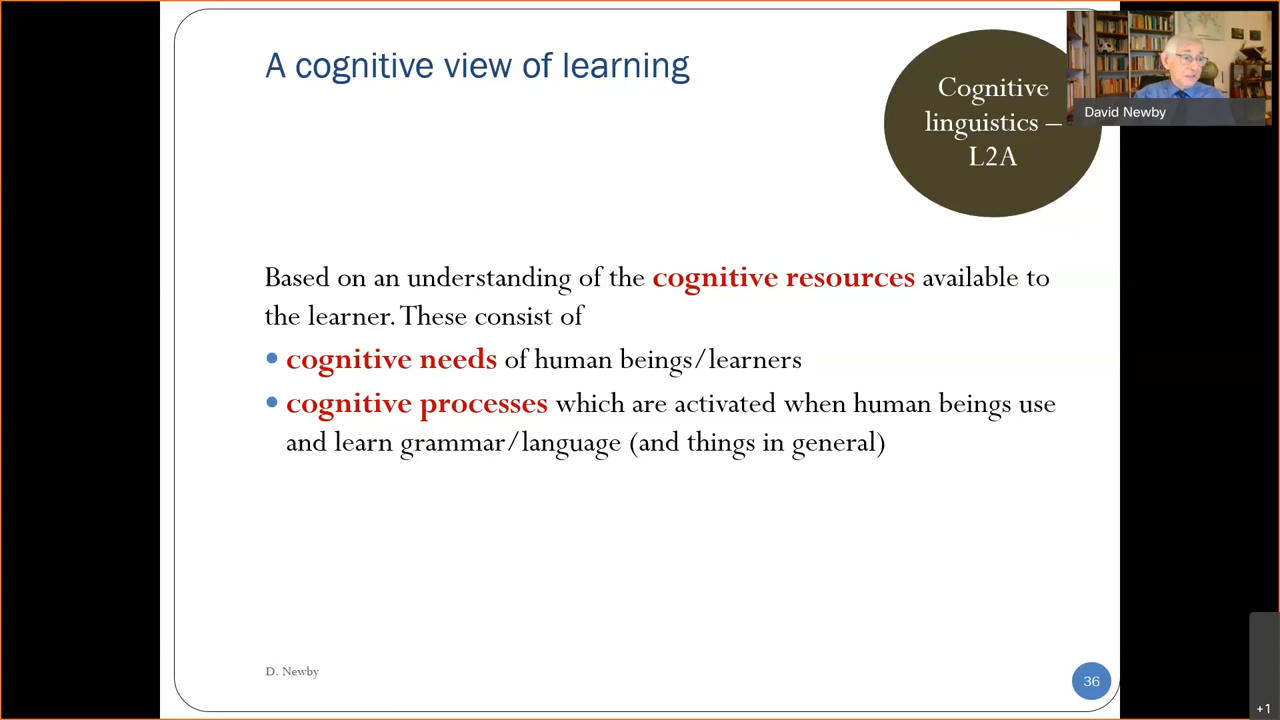 A cognitive view of learning
Cognitive
linguistics –
L2A
David Newby
Based on an understanding of the cognitive resources available to
the learner. These consist of
• cognitive needs of human beings/learners
• cognitive processes which are activated when human beings use
and learn grammar/language (and things in general)
D. Newby
36
+1